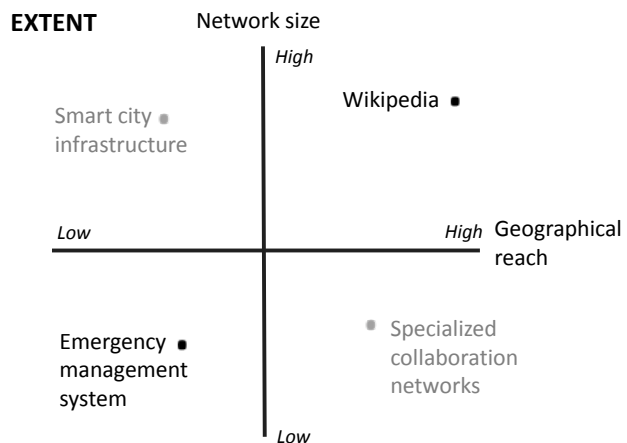 EXTENT
Network size
High
Wikipedia
Smart city
infrastructure
Low
High
Geographical
reach
Specialized
collaboration
networks
Emergency
management
system
Low